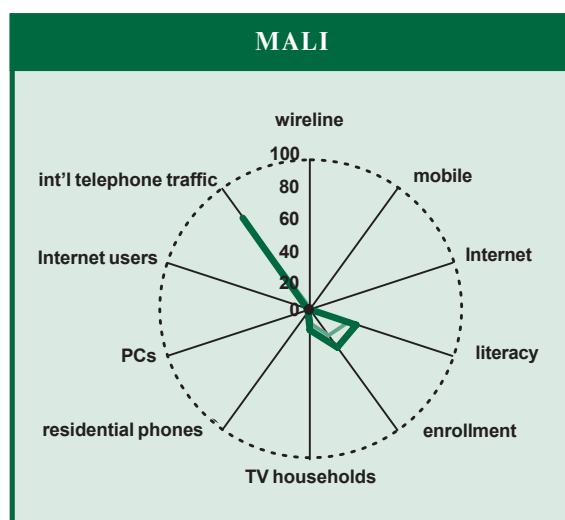 MALI
wireline
100
mobile
int'l telephone traffic
80
60
Internet users
Internet
40
20
0
PCs
literacy
residential phones
enrollment
TV households